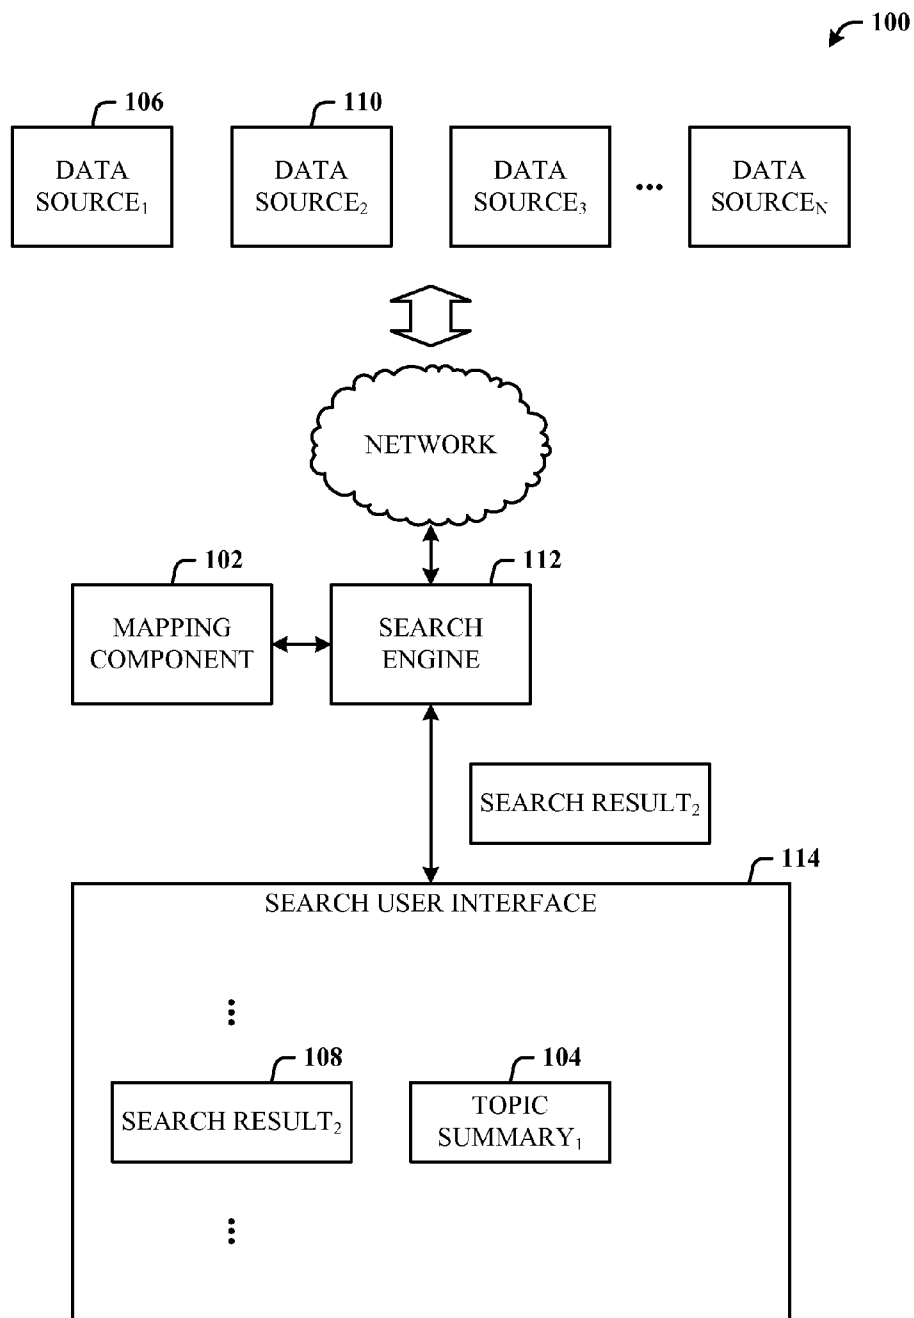 100
106
110
DATA
SOURCE₁
DATA
SOURCE₂
DATA
SOURCE₃
...
DATA
SOURCEN
NETWORK
102
112
MAPPING
COMPONENT
SEARCH
ENGINE
SEARCH RESULT₂
114
SEARCH USER INTERFACE
108
104
SEARCH RESULT₂
TOPIC
SUMMARY₁